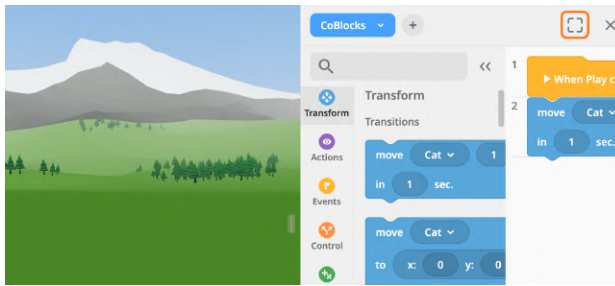 CoBlocks
+
Transform
Actions
Events
Control
Transform
Transitions
move Cat 1
in 1 sec.
move Cat
to x: 0 y: 0
1
When Play c
2
move Cat
in 1 sec.